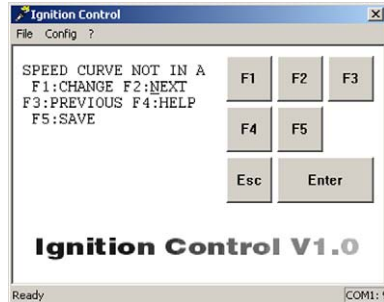 Ignition Control
File Config ?
SPEED CURVE NOT IN A
F1:CHANGE F2:NEXT
F3:PREVIOUS F4:HELP
F5:SAVE
F1 F2 F3
F4 F5
Esc Enter
Ignition Control V1.0
Ready COM1: